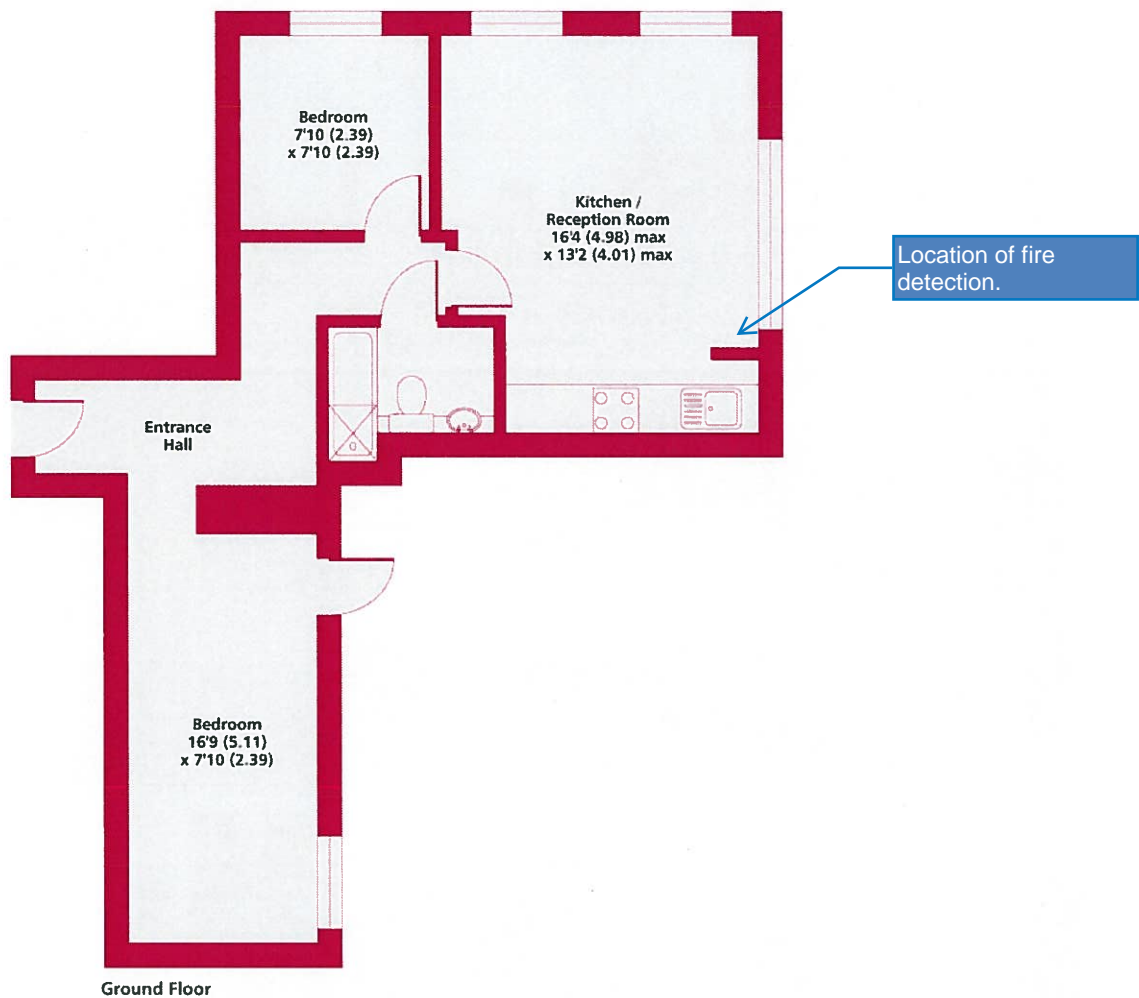 Bedroom
7'10 (2.39)
x 7'10 (2.39)
Kitchen /
Reception Room
16'4 (4.98) max
x 13'2 (4.01) max
Location of fire
detection.
Entrance
Hall
Bedroom
16'9 (5.11)
x 7'10 (2.39)
Ground Floor